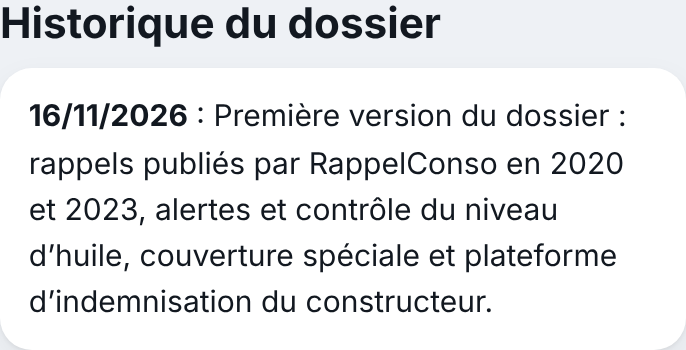 Historique du dossier
16/11/2026 : Première version du dossier :
rappels publiés par RappelConso en 2020
et 2023, alertes et contrôle du niveau
d’huile, couverture spéciale et plateforme
d’indemnisation du constructeur.